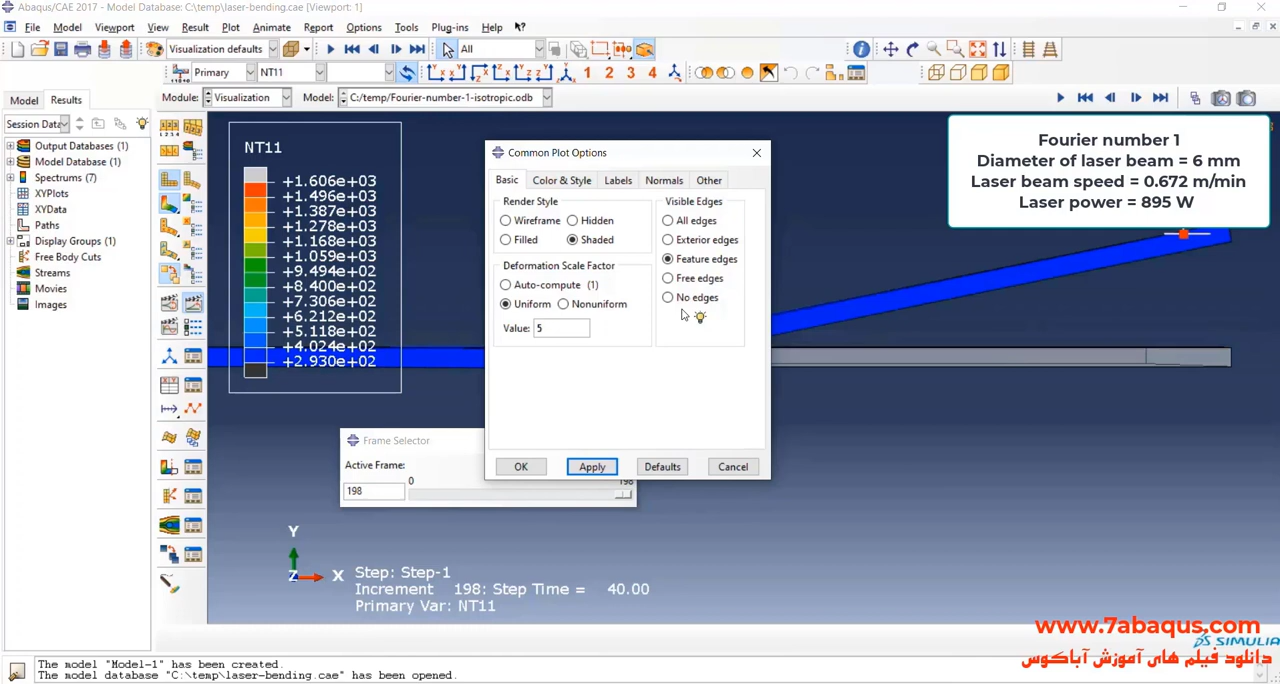 Abaqus/CAE 2017 - Model Database: C:\temp\laser-bending.cae [Viewport: 1]
File Model Viewport View Result Plot Animate Report Options Tools Plug-ins Help
Visualization defaults All
Primary NT11 1 2 3 4
Model Results Module: Visualization Model: C:/temp/Fourier-number-1-isotropic.odb
Session Data
Output Databases (1)
Model Database (1)
Spectrums (7)
XYPlots
XYData
Paths
Display Groups (1)
Free Body Cuts
Streams
Movies
Images
NT11
+1.606e+03
+1.496e+03
+1.387e+03
+1.278e+03
+1.168e+03
+1.059e+03
+9.494e+02
+8.400e+02
+7.306e+02
+6.212e+02
+5.118e+02
+4.024e+02
+2.930e+02
Common Plot Options
Basic Color & Style Labels Normals Other
Render Style
Wireframe Hidden
Filled Shaded
Deformation Scale Factor
Auto-compute (1)
Uniform Nonuniform
Value: 5
Visible Edges
All edges
Exterior edges
Feature edges
Free edges
No edges
OK Apply Defaults Cancel
Fourier number 1
Diameter of laser beam = 6 mm
Laser beam speed = 0.672 m/min
Laser power = 895 W
Frame Selector
Active Frame:
0 198
198
Y
Z X
Step: Step-1
Increment 198: Step Time = 40.00
Primary Var: NT11
www.7abaqus.com
SIMULIA
دانلود فیلم های آموزش آباکوس
The model "Model-1" has been created.
The model database "C:\temp\laser-bending.cae" has been opened.